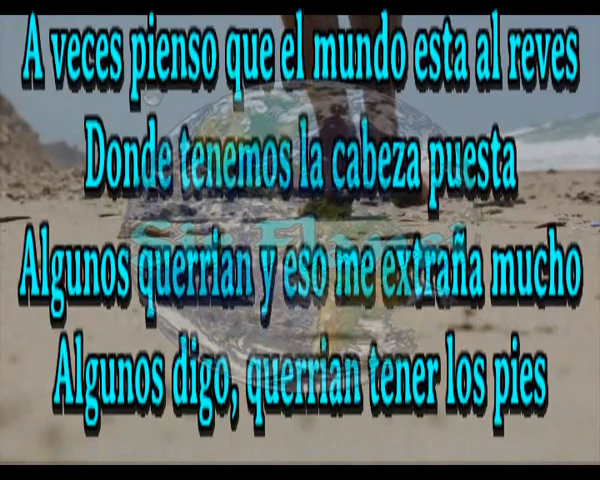 A veces pienso que el mundo esta al reves
Donde tenemos la cabeza puesta
Algunos querrian y eso me extraña mucho
Algunos digo, querrian tener los pies